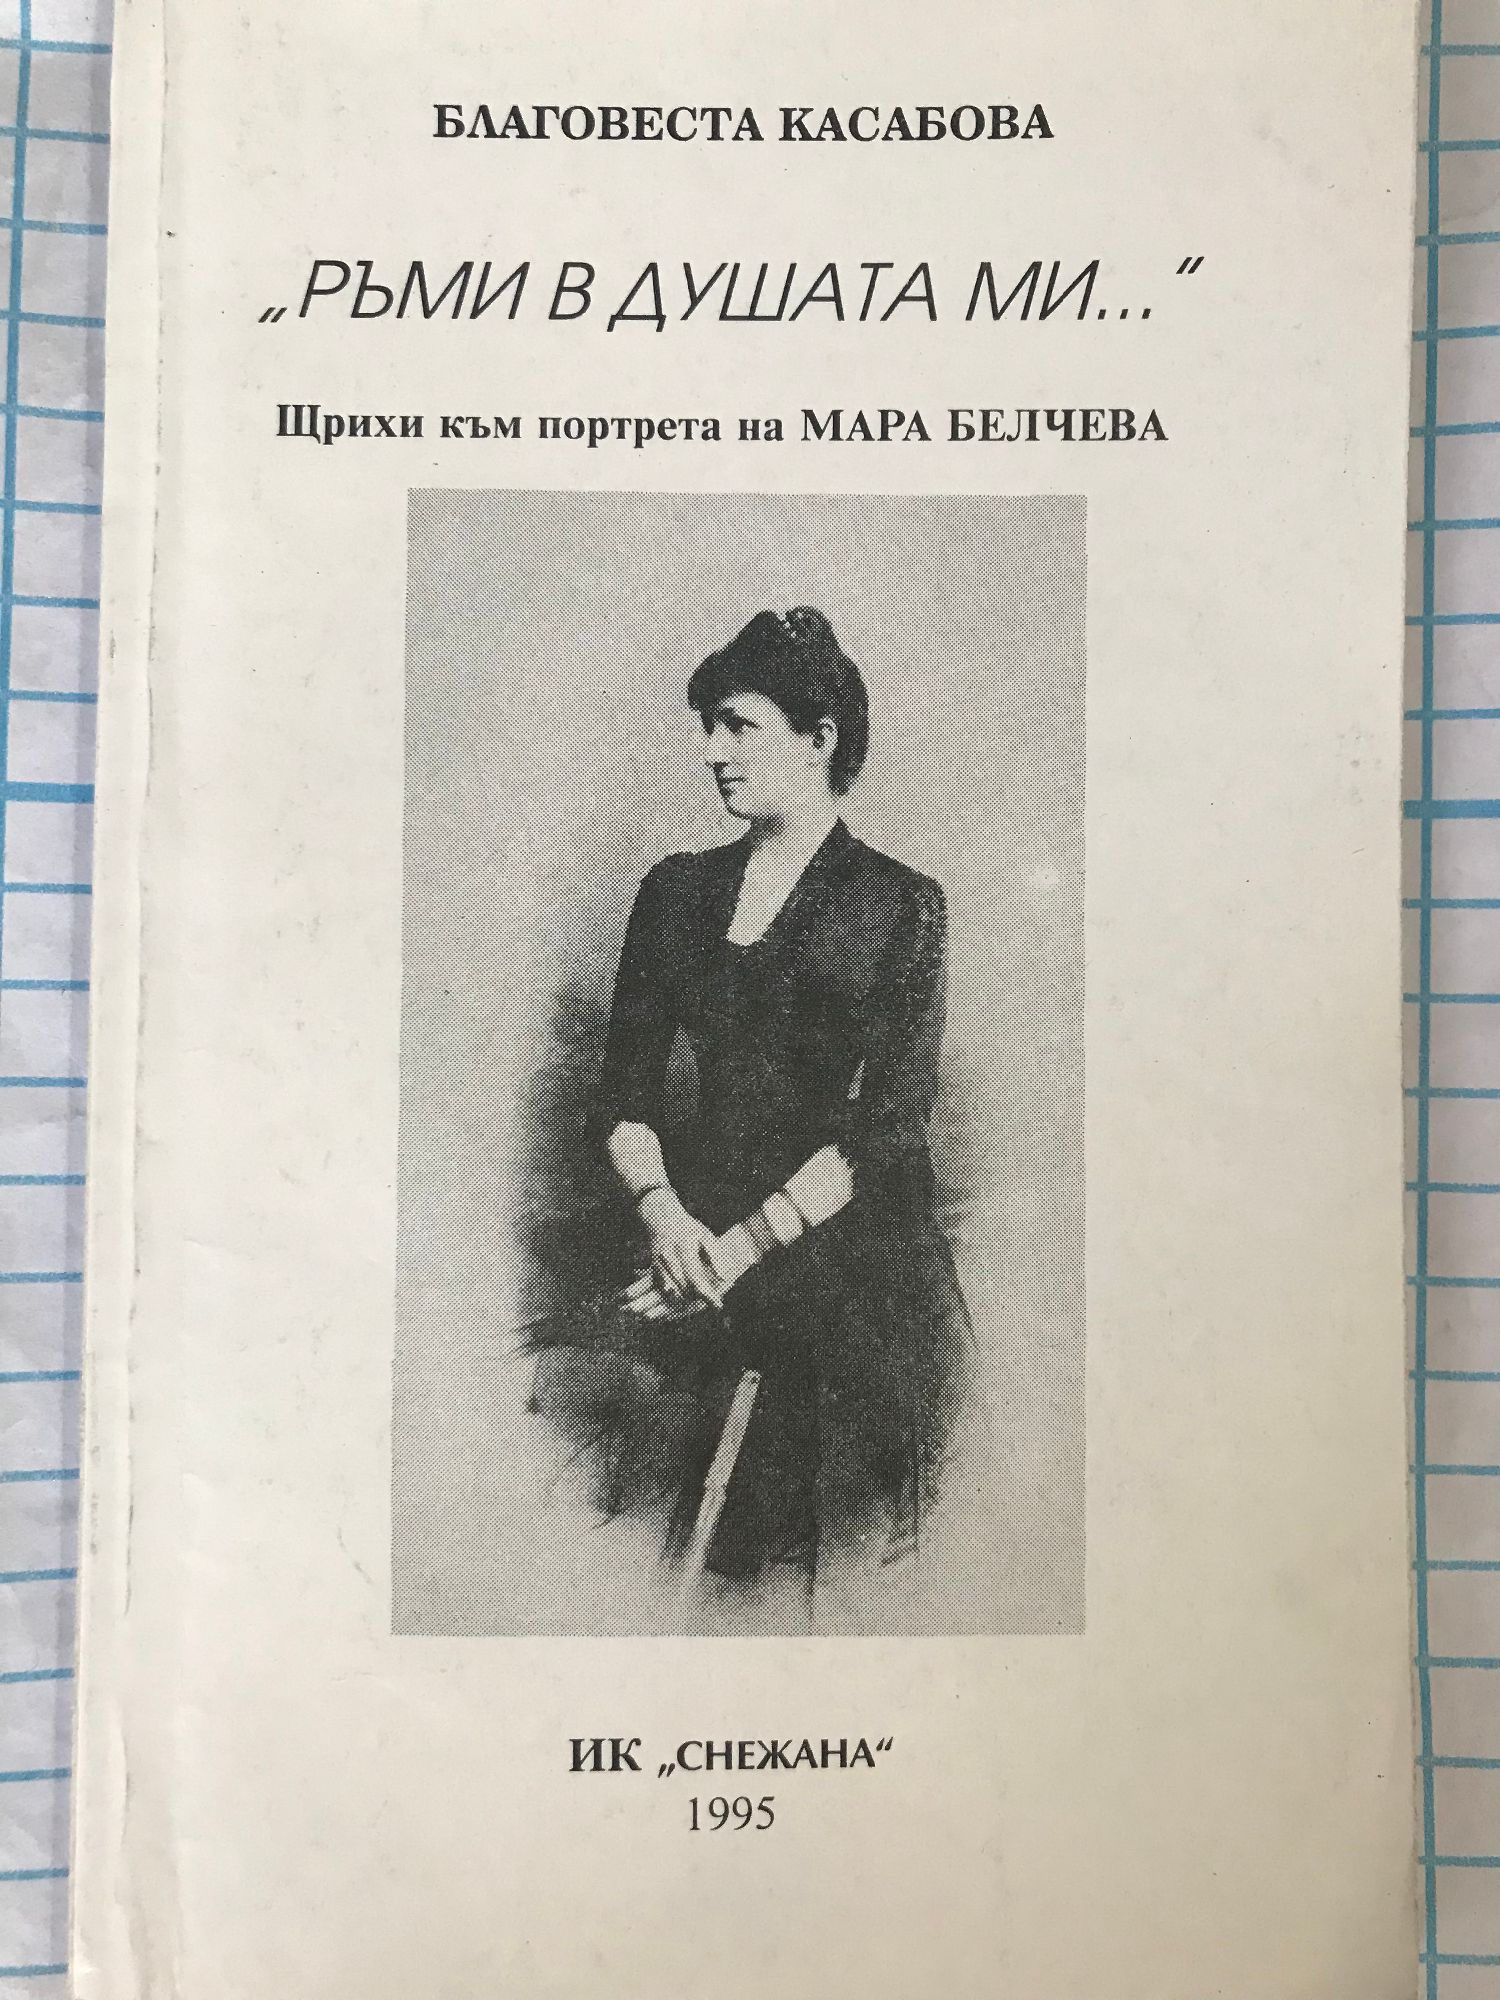 БЛАГОВЕСТА КАСАБОВА
„РЪМИ В ДУШАТА МИ..."
Щрихи към портрета на МАРА БЕЛЧЕВА
ИК „СНЕЖАНА“
1995